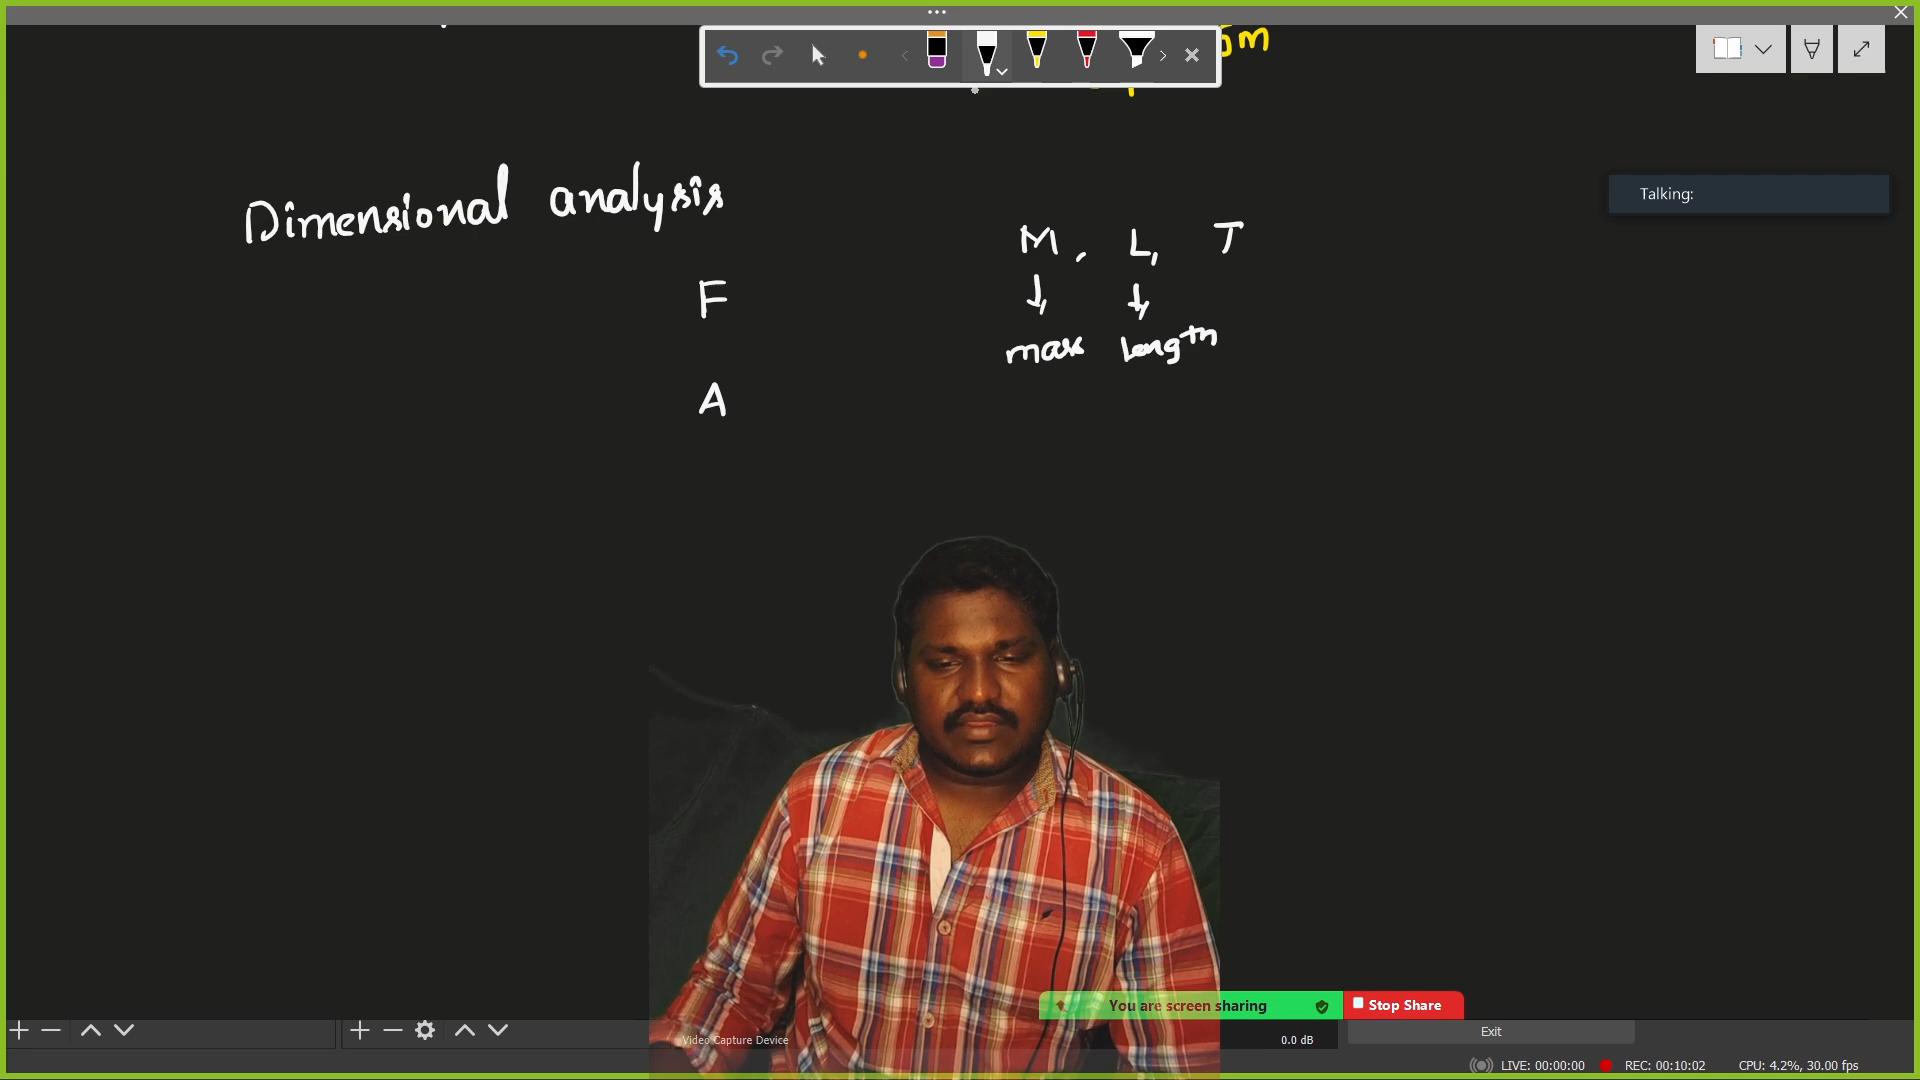 5m
Talking:
Dimensional analysis
M, L, T
F
mass length
A
You are screen sharing
Stop Share
Video Capture Device
0.0 dB
Exit
LIVE: 00:00:00
REC: 00:10:02
CPU: 4.2%, 30.00 fps